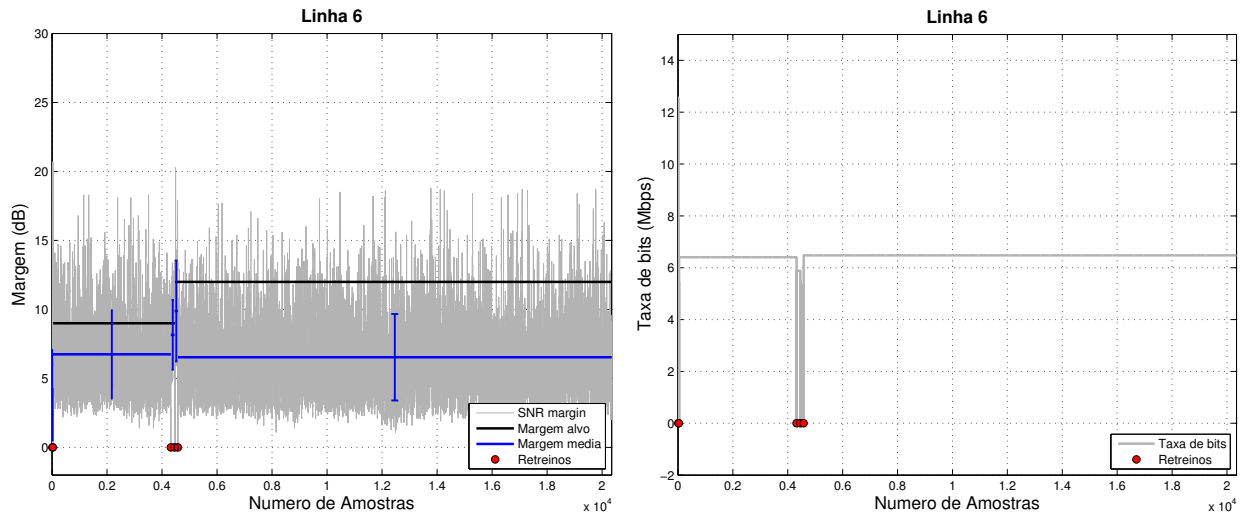 Linha 6
30
25
20
15
10
5
0
Margem (dB)
0
0.2
0.4
0.6
0.8
1
1.2
1.4
1.6
1.8
2
x 10⁴
Numero de Amostras
SNR margin
Margem alvo
Margem media
Retreinos
Linha 6
14
12
10
8
6
4
2
0
−2
Taxa de bits (Mbps)
0
0.2
0.4
0.6
0.8
1
1.2
1.4
1.6
1.8
2
x 10⁴
Numero de Amostras
Taxa de bits
Retreinos